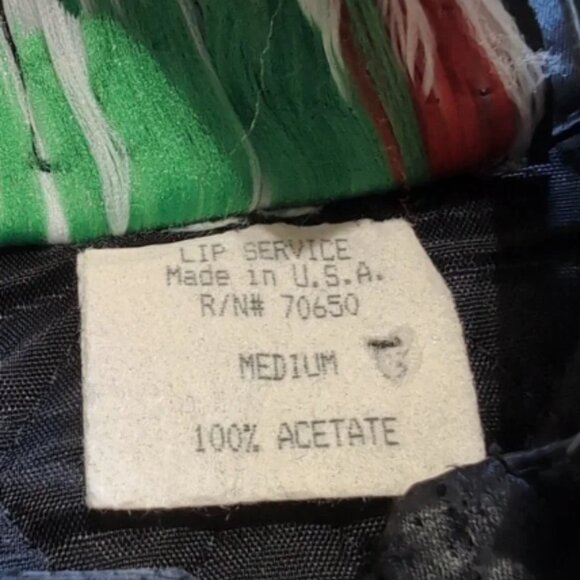 LIP SERVICE
Made in U.S.A.
R/N# 70650
MEDIUM
100% ACETATE